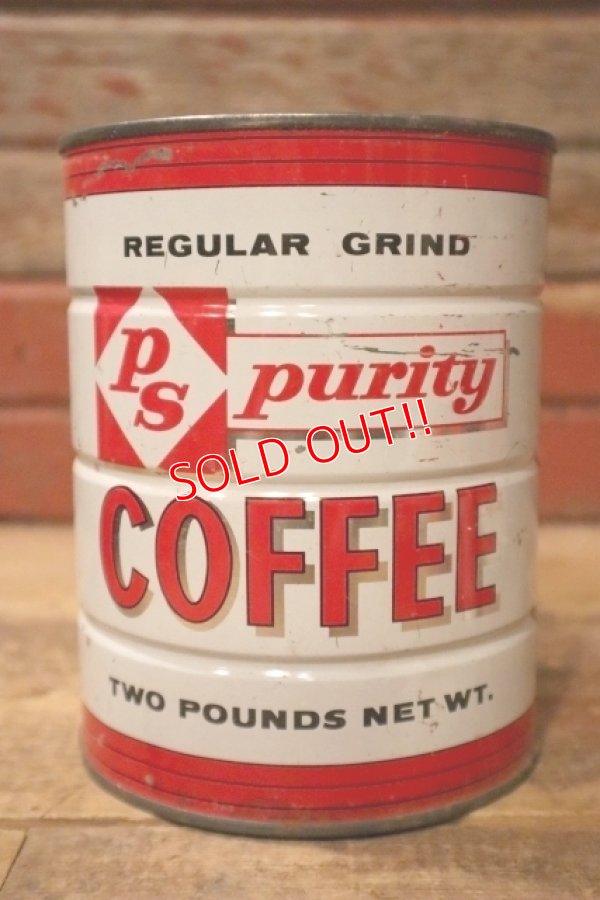 REGULAR GRIND
ps purity
SOLD OUT!!
COFFEE
TWO POUNDS NET WT.